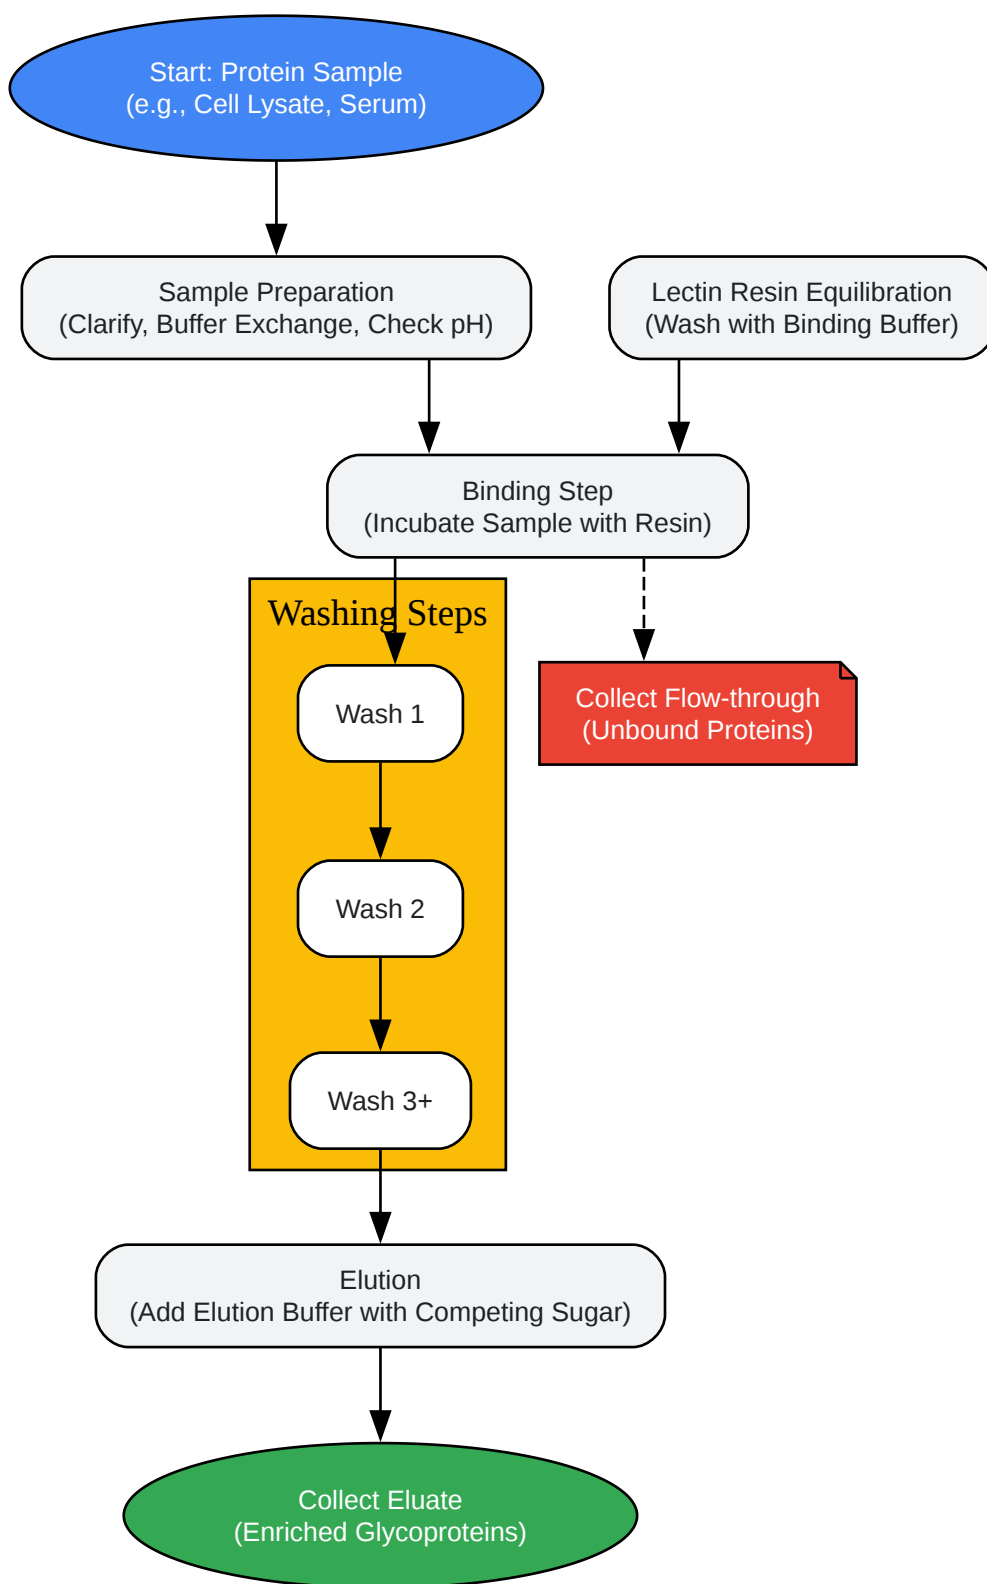 Start: Protein Sample
(e.g., Cell Lysate, Serum)
Sample Preparation
(Clarify, Buffer Exchange, Check pH)
Lectin Resin Equilibration
(Wash with Binding Buffer)
Binding Step
(Incubate Sample with Resin)
Washing Steps
Wash 1
Collect Flow-through
(Unbound Proteins)
Wash 2
Wash 3+
Elution
(Add Elution Buffer with Competing Sugar)
Collect Eluate
(Enriched Glycoproteins)